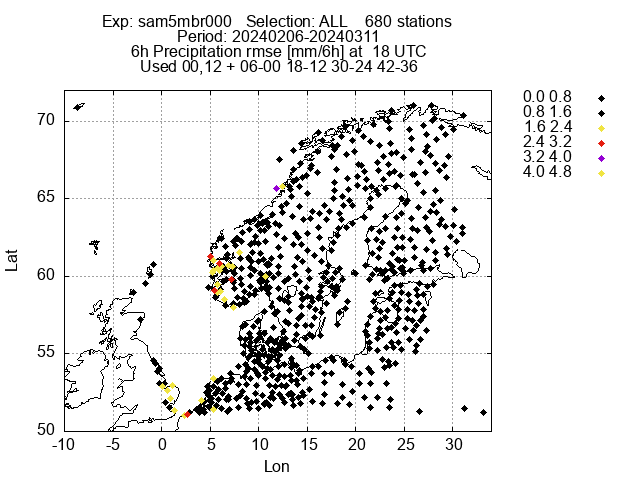 Exp: sam5mbr000 Selection: ALL 680 stations
Period: 20240206-20240311
6h Precipitation rmse [mm/6h] at 18 UTC
Used 00,12 + 06-00 18-12 30-24 42-36
0.0 0.8
0.8 1.6
1.6 2.4
2.4 3.2
3.2 4.0
4.0 4.8
70
65
60
55
50
Lat
-10 -5 0 5 10 15 20 25 30
Lon